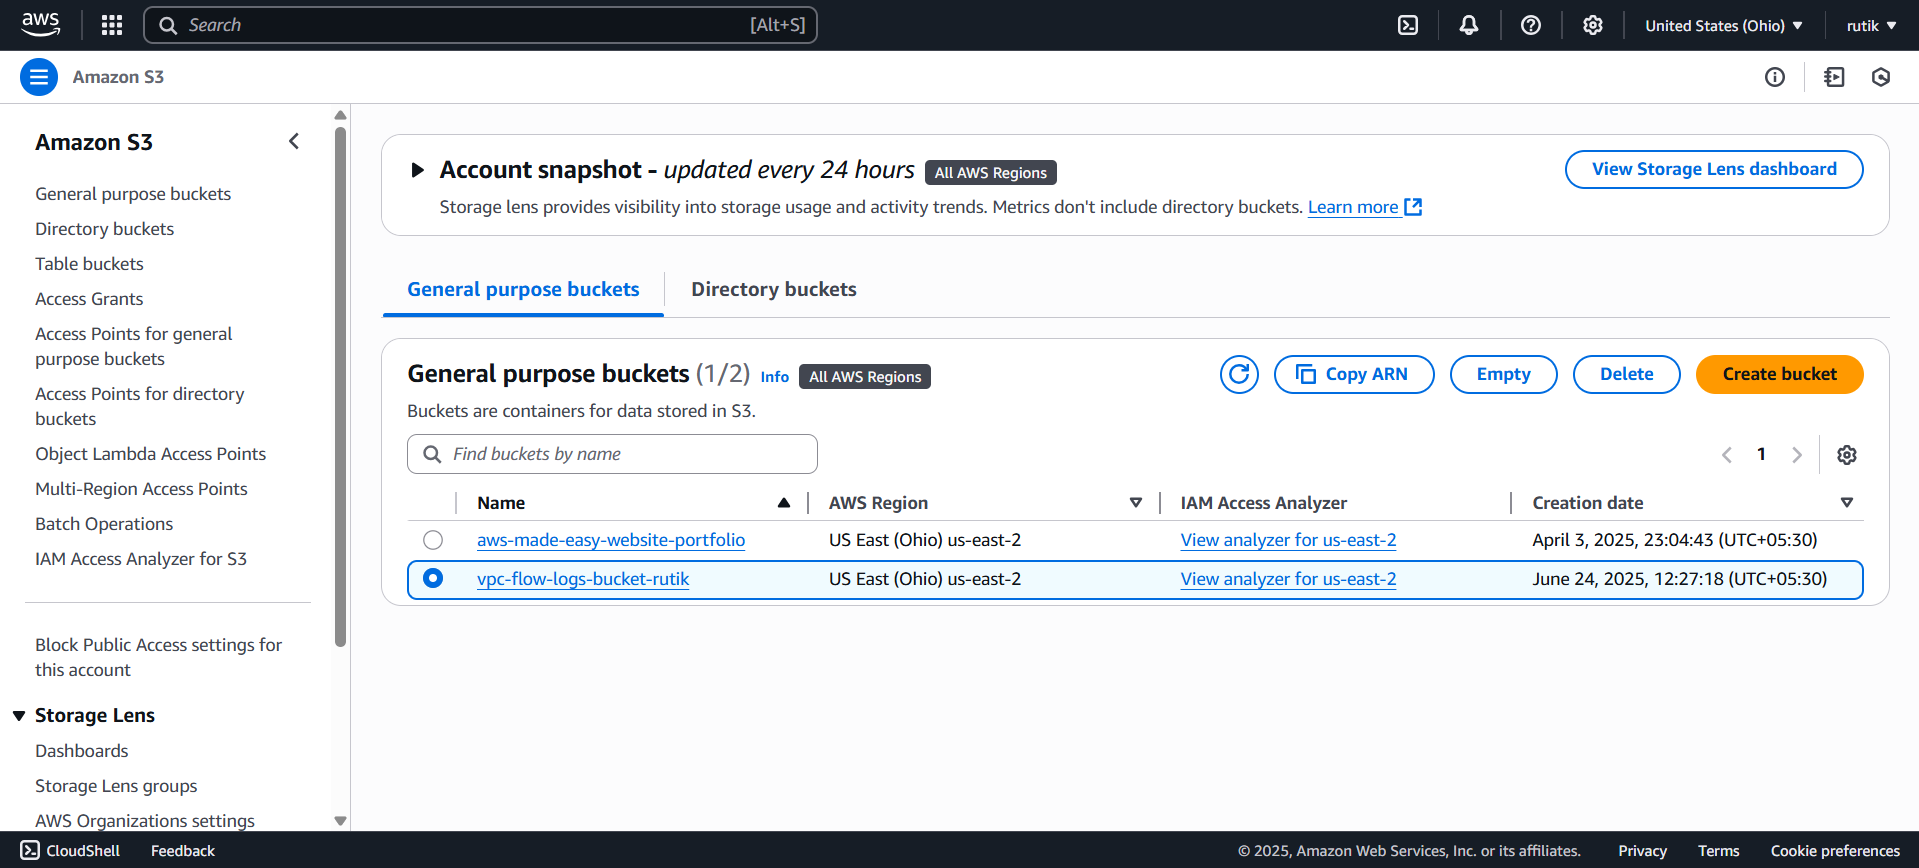 aws
Search [Alt+S]
United States (Ohio)
rutik
Amazon S3
Amazon S3
General purpose buckets
Directory buckets
Table buckets
Access Grants
Access Points for general
purpose buckets
Access Points for directory
buckets
Object Lambda Access Points
Multi-Region Access Points
Batch Operations
IAM Access Analyzer for S3
Block Public Access settings for
this account
Storage Lens
Dashboards
Storage Lens groups
AWS Organizations settings
Account snapshot - updated every 24 hours All AWS Regions
View Storage Lens dashboard
Storage lens provides visibility into storage usage and activity trends. Metrics don't include directory buckets. Learn more
General purpose buckets
Directory buckets
General purpose buckets (1/2) Info All AWS Regions
Copy ARN
Empty
Delete
Create bucket
Buckets are containers for data stored in S3.
Find buckets by name
1
Name AWS Region IAM Access Analyzer Creation date
aws-made-easy-website-portfolio US East (Ohio) us-east-2 View analyzer for us-east-2 April 3, 2025, 23:04:43 (UTC+05:30)
vpc-flow-logs-bucket-rutik US East (Ohio) us-east-2 View analyzer for us-east-2 June 24, 2025, 12:27:18 (UTC+05:30)
CloudShell Feedback © 2025, Amazon Web Services, Inc. or its affiliates. Privacy Terms Cookie preferences